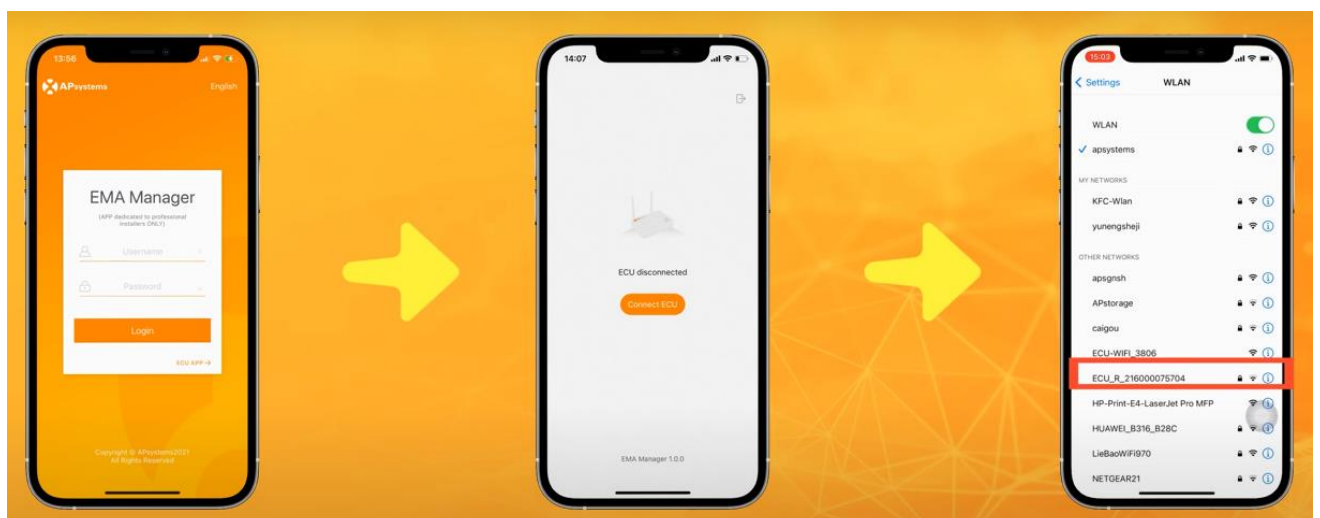 13:56
APsystems
English
EMA Manager
(APP dedicated to professional
installers ONLY)
Username
Password
Login
ECU APP
Copyright © APsystems2021
All Rights Reserved
14:07
ECU disconnected
Connect ECU
EMA Manager 1.0.0
15:03
Settings
WLAN
WLAN
apsystems
MY NETWORKS
KFC-Wlan
yunengsheji
OTHER NETWORKS
apsgnsh
APstorage
caigou
ECU-WIFI_3806
ECU_R_216000075704
HP-Print-E4-LaserJet Pro MFP
HUAWEI_B316_B28C
LieBaoWiFi970
NETGEAR21